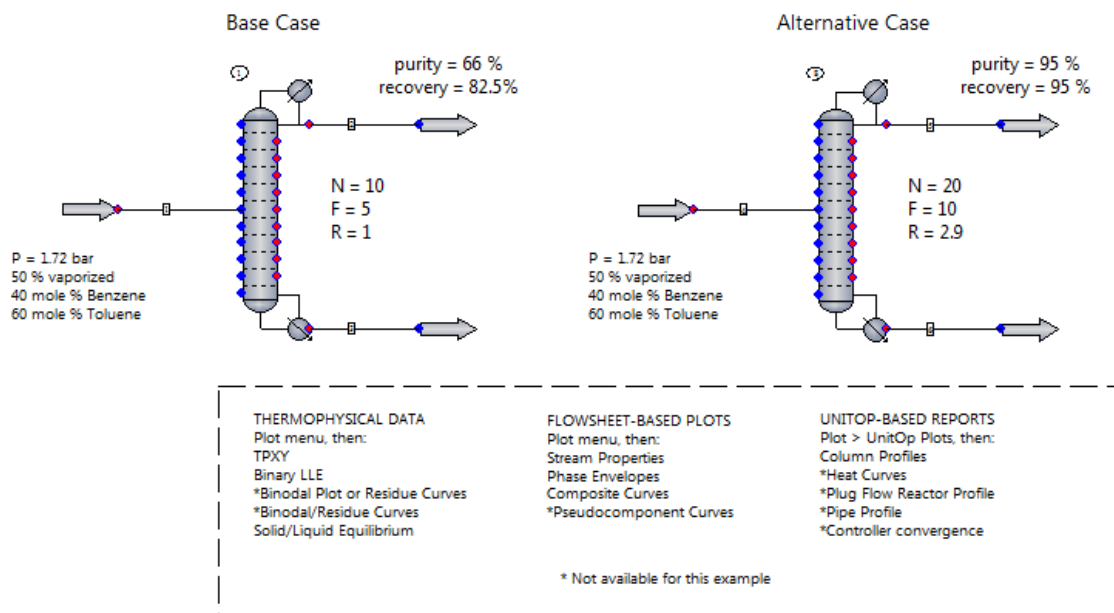 Base Case
purity = 66 %
recovery = 82.5%
1
N = 10
F = 5
R = 1
P = 1.72 bar
50 % vaporized
40 mole % Benzene
60 mole % Toluene
Alternative Case
purity = 95 %
recovery = 95 %
N = 20
F = 10
R = 2.9
P = 1.72 bar
50 % vaporized
40 mole % Benzene
60 mole % Toluene
THERMOPHYSICAL DATA
Plot menu, then:
TPXY
Binary LLE
*Binodal Plot or Residue Curves
*Binodal/Residue Curves
Solid/Liquid Equilibrium
FLOWSHEET-BASED PLOTS
Plot menu, then:
Stream Properties
Phase Envelopes
Composite Curves
*Pseudocomponent Curves
UNITOP-BASED REPORTS
Plot > UnitOp Plots, then:
Column Profiles
*Heat Curves
*Plug Flow Reactor Profile
*Pipe Profile
*Controller convergence
* Not available for this example